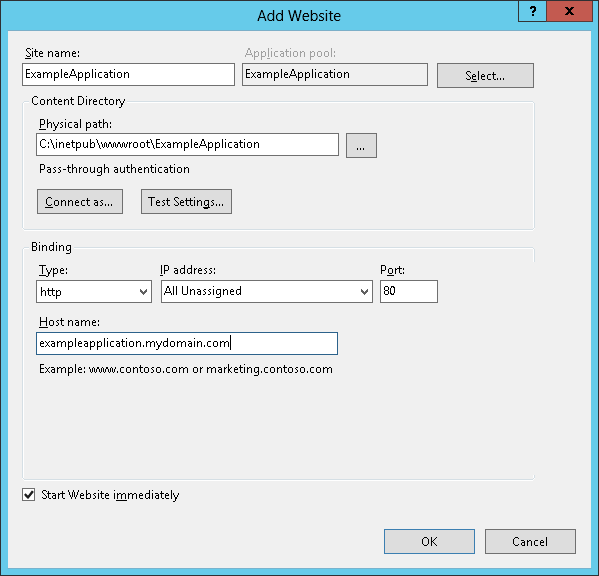 Add Website
?
x
Site name:
Application pool:
ExampleApplication
ExampleApplication
Select...
Content Directory
Physical path:
C:\inetpub\wwwroot\ExampleApplication
...
Pass-through authentication
Connect as...
Test Settings...
Binding
Type:
IP address:
Port:
http
All Unassigned
80
Host name:
exampleapplication.mydomain.com
Example: www.contoso.com or marketing.contoso.com
Start Website immediately
OK
Cancel